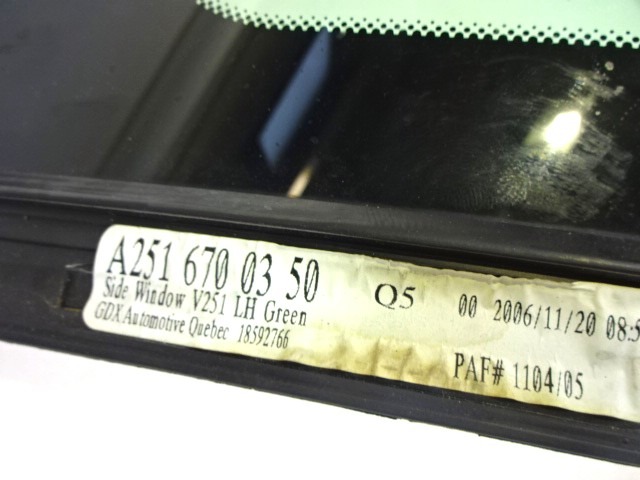 A251 670 03 50 Q5 00 2006/11/20 08:5
Side Window V251 LH Green
GDX Automotive Quebec 18592766 PAF# 1104/05